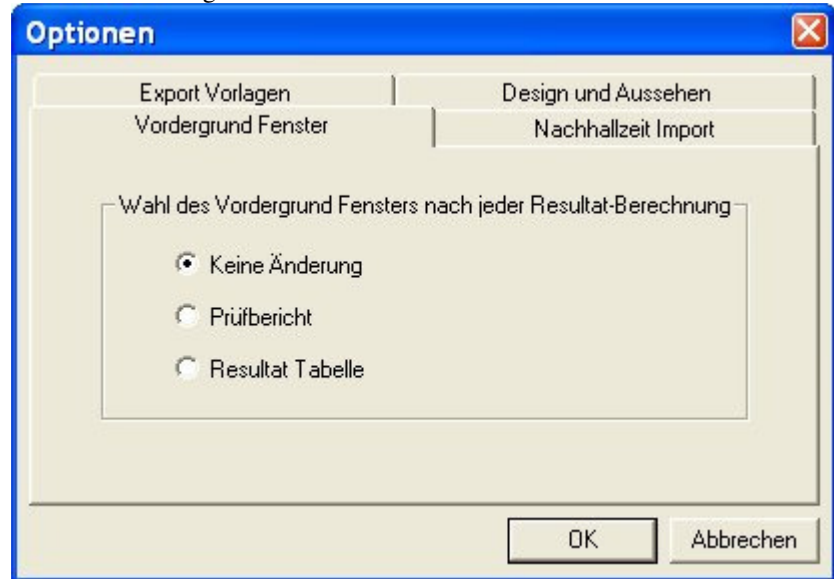 Optionen
Export Vorlagen
Design und Aussehen
Vordergrund Fenster
Nachhallzeit Import
Wahl des Vordergrund Fensters nach jeder Resultat-Berechnung
Keine Änderung
Prüfbericht
Resultat Tabelle
OK
Abbrechen